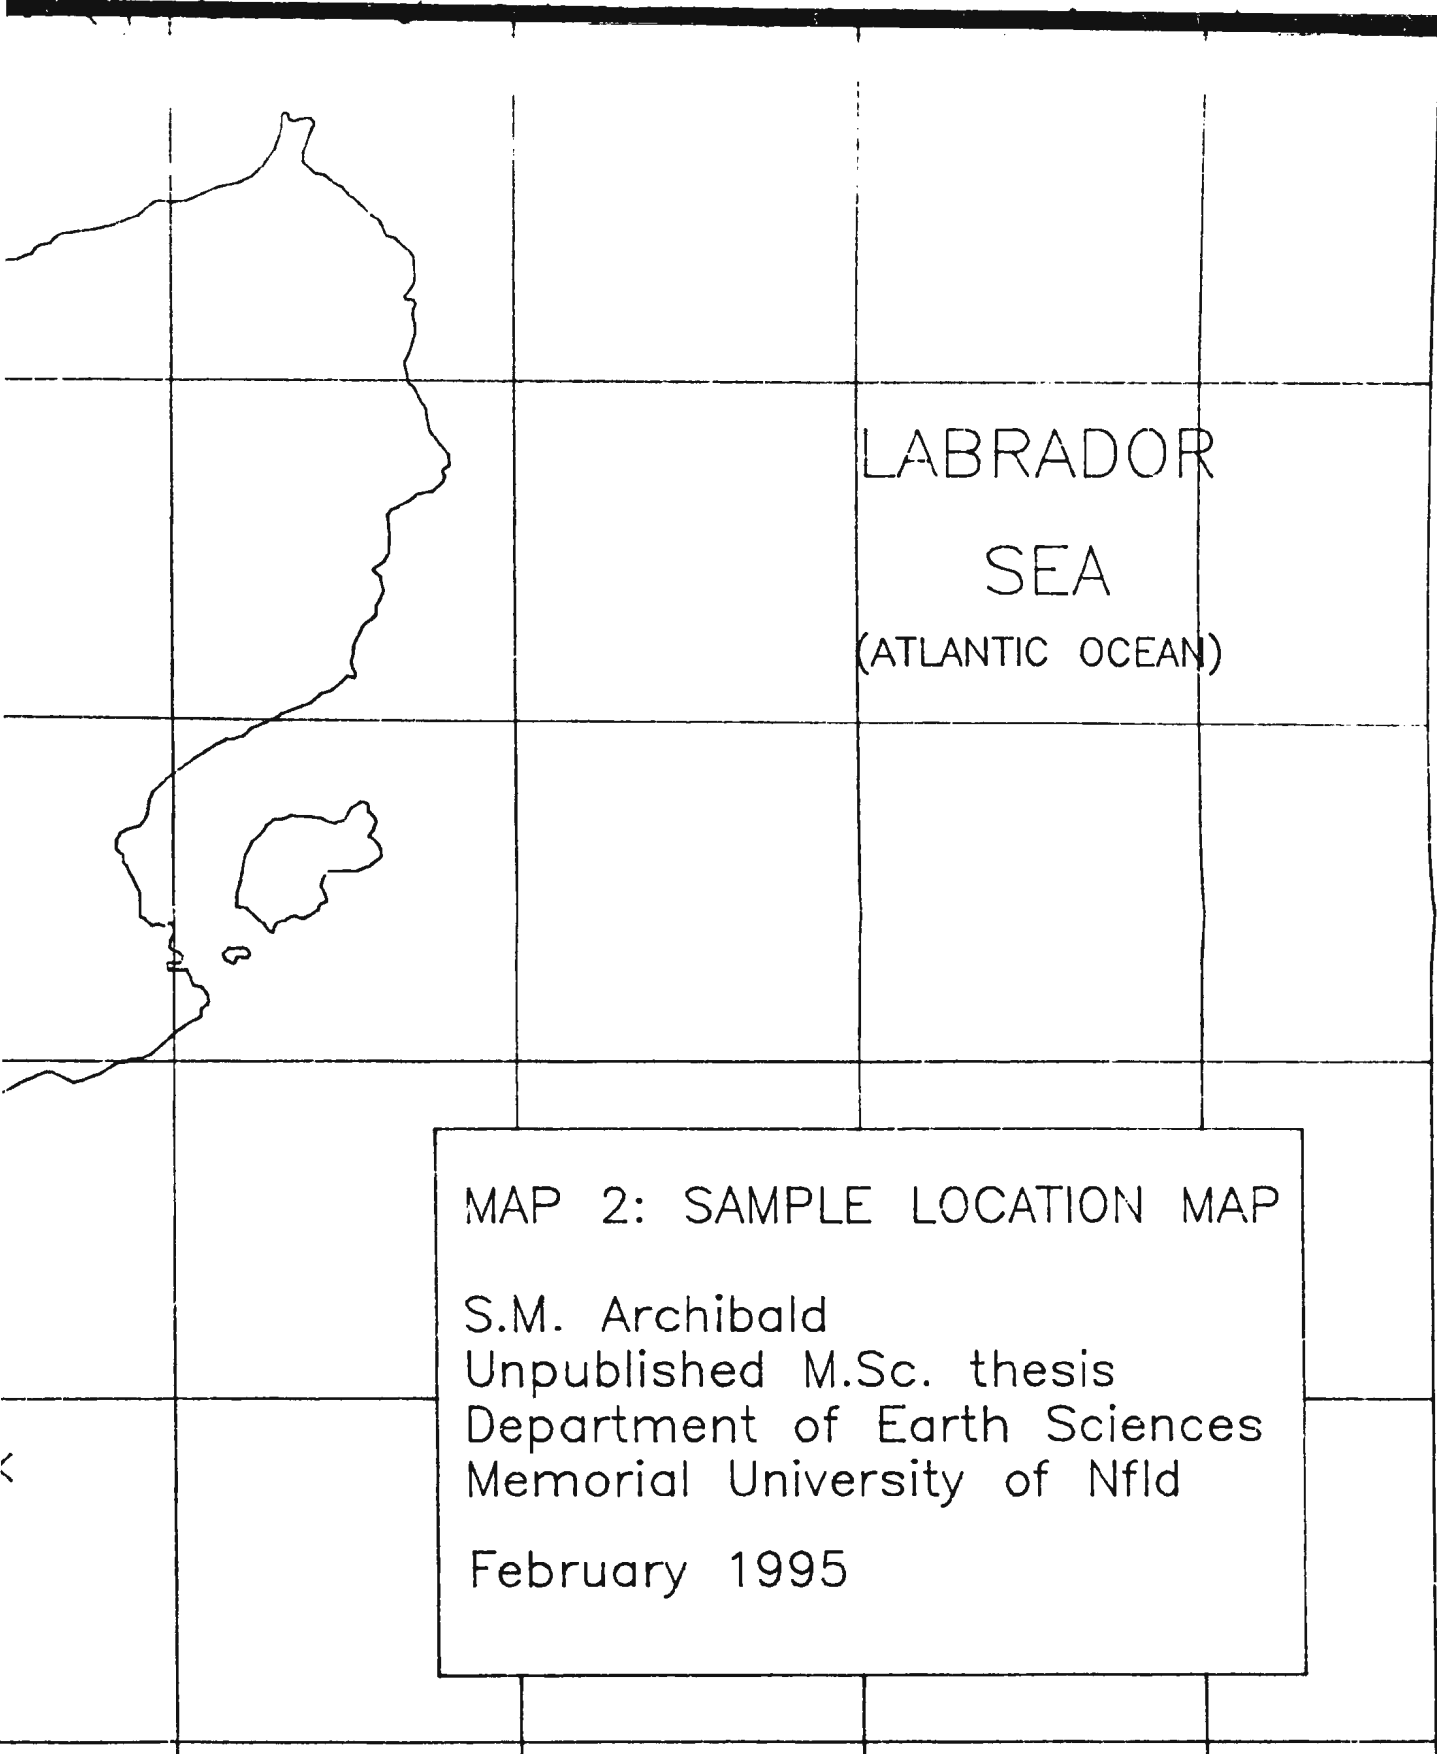 LABRADOR
SEA
(ATLANTIC OCEAN)
MAP 2: SAMPLE LOCATION MAP
S.M. Archibald
Unpublished M.Sc. thesis
Department of Earth Sciences
Memorial University of Nfld
February 1995